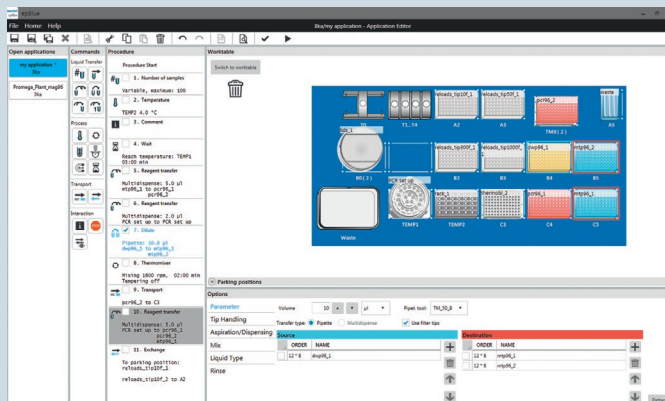 epBlue
File Home Help
8ka/my application - Application Editor
Open applications
Commands
Procedure
Worktable
my application *
8ka
Promega_Plant_mag96
8ka
Liquid Transfer
Process
Transport
Interaction
Procedure Start
1. Number of samples
Variable, maximum: 100
2. Temperature
TEMP2 4.0 °C
3. Comment
4. Wait
Reach temperature: TEMP1
05:00 min
5. Reagent transfer
Multidispense: 5.0 µl
mtp96_1 to pcr96_1
pcr96_2
6. Reagent transfer
Multidispense: 2.0 µl
PCR set up to PCR set up
7. Dilute
Pipette: 10.0 µl
dwp96_1 to mtp96_1
mtp96_2
8. Thermomixer
Mixing 1600 rpm, 02:00 min
Tempering off
9. Transport
pcr96_2 to C3
10. Reagent transfer
Multidispense: 5.0 µl
PCR set up to pcr96_1
pcr96_2
mtp96_1
11. Exchange
To parking position:
reloads_tip10f_1
reloads_tip10f_2 to A2
Switch to worktable
T0
T1...T4
reloads_tip10f_1
A2
reloads_tip50f_1
A3
pcr96_2
TMX ( 2 )
waste
A5
B0 ( 2 )
reloads_tip300f_1
B2
reloads_tip1000f_1
B3
dwp96_1
B4
mtp96_2
B5
Waste
PCR set up
TEMP1
rack_1
TEMP2
thermobl_2
C3
pcr96_1
C4
mtp96_1
C5
Parking positions
Options
Parameter
Tip Handling
Aspiration/Dispensing
Mix
Liquid Type
Rinse
Volume 10 µl Pipet. tool: TM_50_8
Transfer type: Pipette Multidispense Use filter tips
Source
ORDER NAME
12 * 8 dwp96_1
Destination
ORDER NAME
12 * 8 mtp96_1
12 * 8 mtp96_2